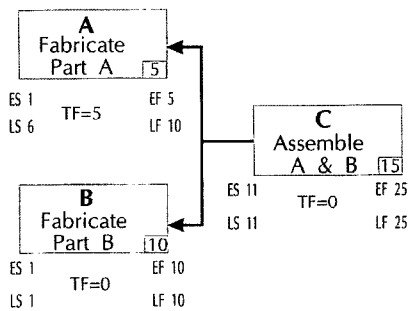 A
Fabricate
Part A 5
ES 1 EF 5
TF=5
LS 6 LF 10
B
Fabricate
Part B 10
ES 1 EF 10
TF=0
LS 1 LF 10
C
Assemble
A & B 15
ES 11 EF 25
TF=0
LS 11 LF 25